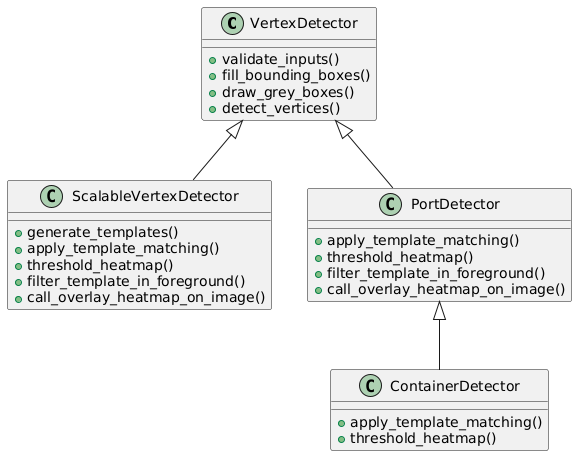 C VertexDetector
validate_inputs()
fill_bounding_boxes()
draw_grey_boxes()
detect_vertices()
C ScalableVertexDetector
generate_templates()
apply_template_matching()
threshold_heatmap()
filter_template_in_foreground()
call_overlay_heatmap_on_image()
C PortDetector
apply_template_matching()
threshold_heatmap()
filter_template_in_foreground()
call_overlay_heatmap_on_image()
C ContainerDetector
apply_template_matching()
threshold_heatmap()